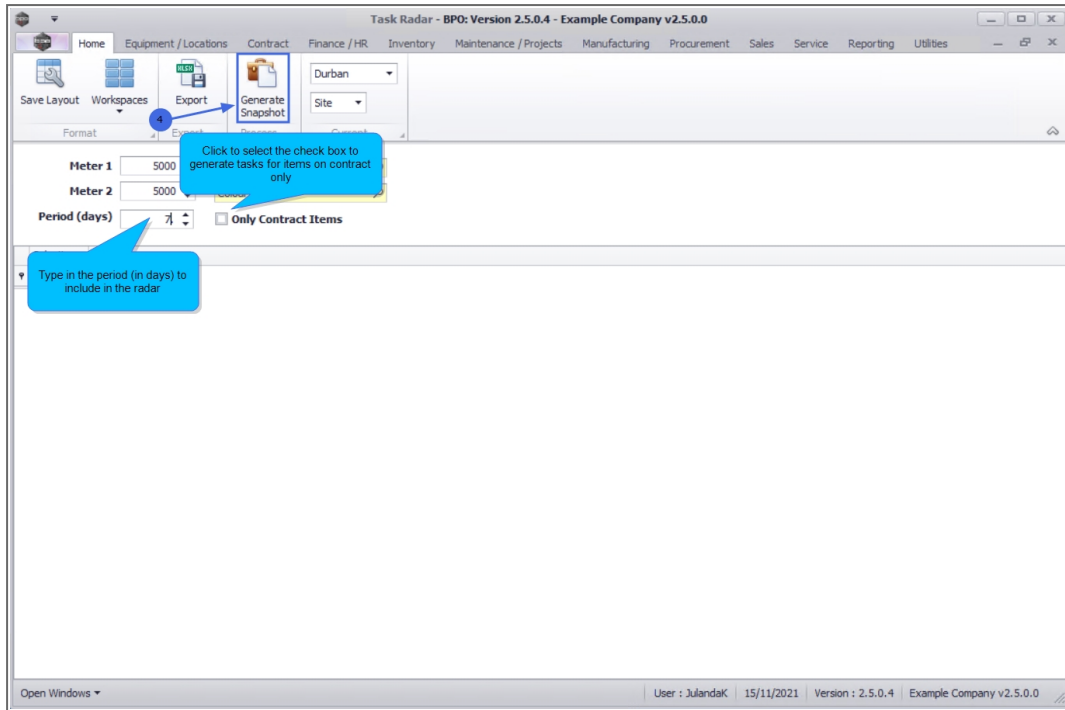 Task Radar - BPO: Version 2.5.0.4 - Example Company v2.5.0.0
Home Equipment / Locations Contract Finance / HR Inventory Maintenance / Projects Manufacturing Procurement Sales Service Reporting Utilities
Save Layout Workspaces Export Generate Snapshot Durban
Site
4
Format Export Process Current
Click to select the check box to
generate tasks for items on contract
only
Meter 1 5000
Meter 2 5000
Period (days) 7 Only Contract Items
Type in the period (in days) to
include in the radar
Open Windows User : JulandaK 15/11/2021 Version : 2.5.0.4 Example Company v2.5.0.0